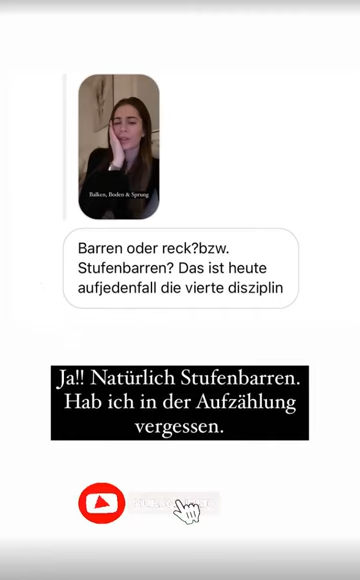 Balken, Boden & Sprung
Barren oder reck?bzw.
Stufenbarren? Das ist heute
aufjedenfall die vierte disziplin
Ja!! Natürlich Stufenbarren.
Hab ich in der Aufzählung
vergessen.